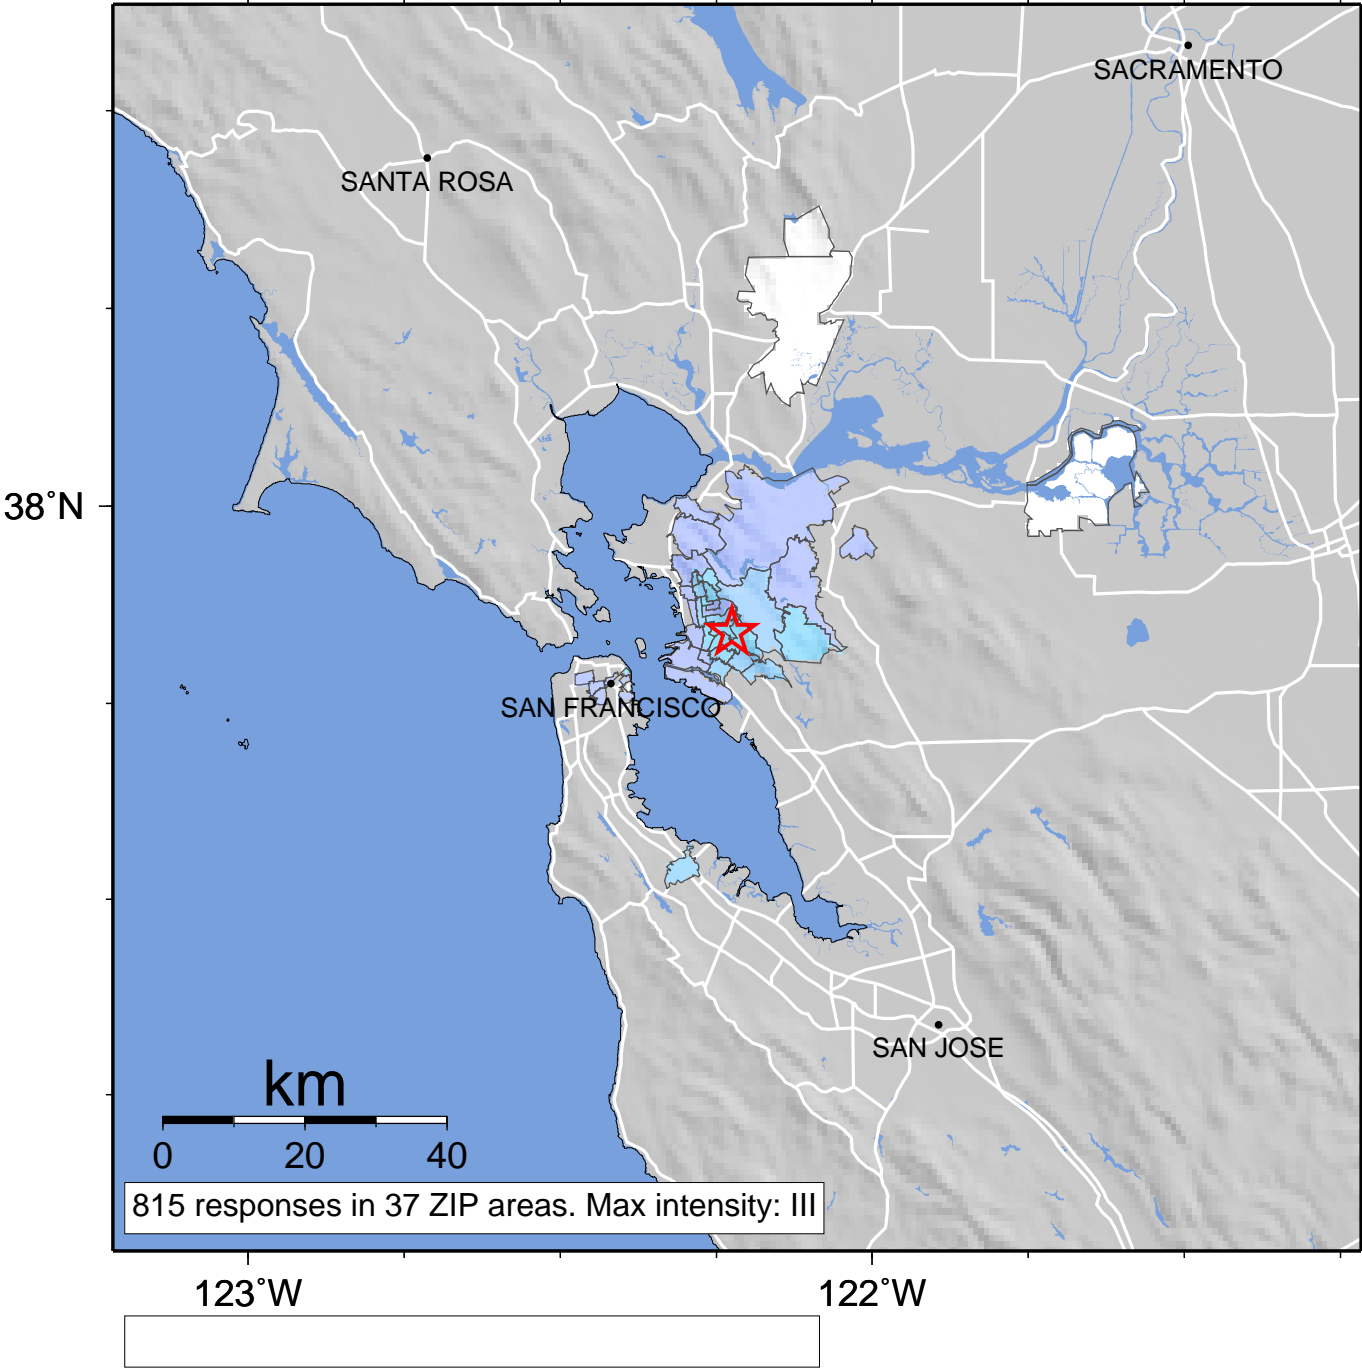 SACRAMENTO
SANTA ROSA
38°N
SAN FRANCISCO
SAN JOSE
km
0 20 40
815 responses in 37 ZIP areas. Max intensity: III
123°W 122°W